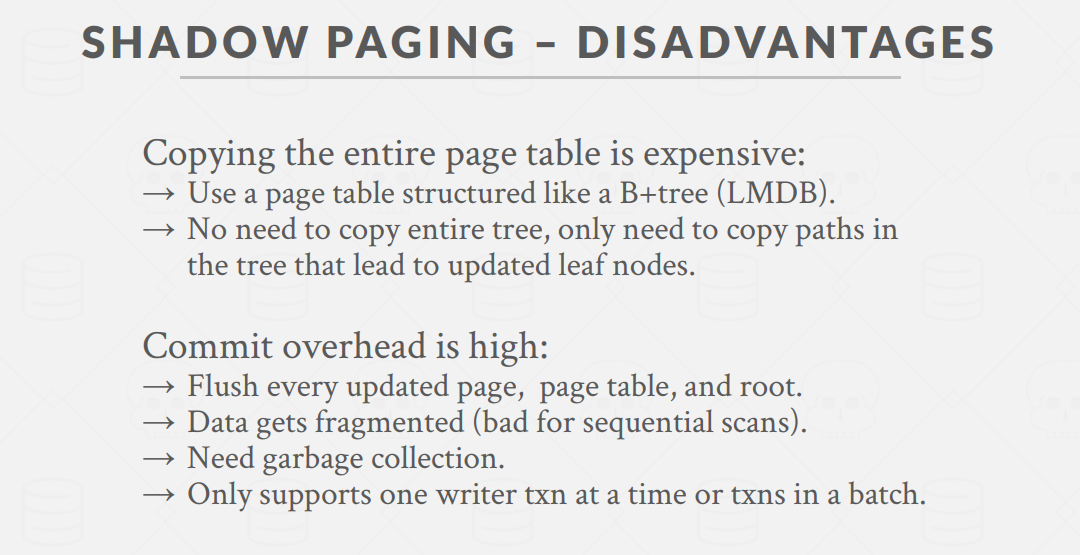 SHADOW PAGING – DISADVANTAGES
Copying the entire page table is expensive:
→ Use a page table structured like a B+tree (LMDB).
→ No need to copy entire tree, only need to copy paths in
the tree that lead to updated leaf nodes.
Commit overhead is high:
→ Flush every updated page,  page table, and root.
→ Data gets fragmented (bad for sequential scans).
→ Need garbage collection.
→ Only supports one writer txn at a time or txns in a batch.